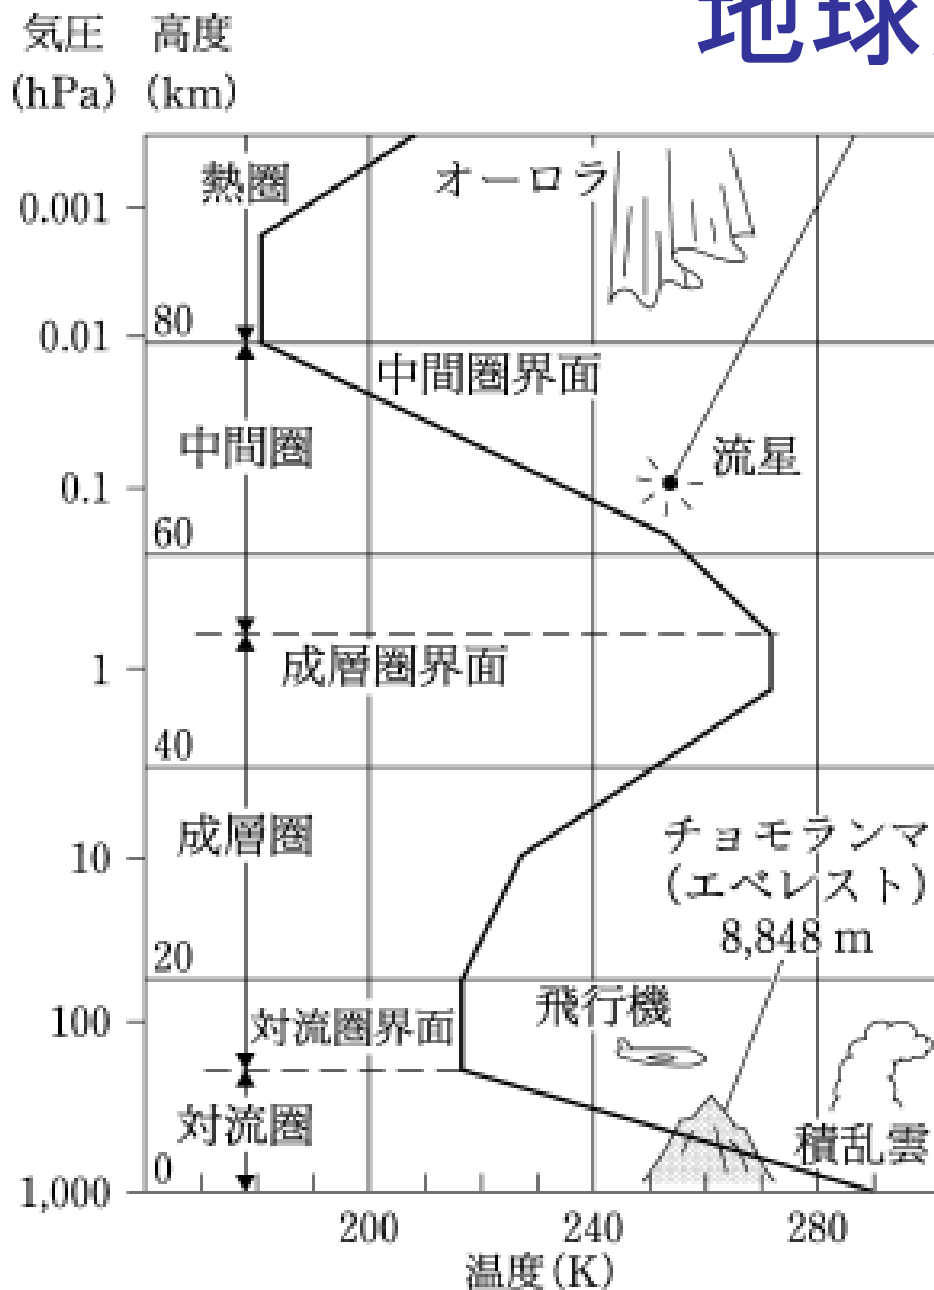 地球
気圧 高度
(hPa) (km)
熱圏
オーロラ
0.001
80
0.01
中間圏界面
中間圏
流星
0.1
60
成層圏界面
1
40
成層圏
チョモランマ
10
(エベレスト)
8,848 m
20
飛行機
100
対流圏界面
対流圏
積乱雲
0
1,000
200 240 280
温度(K)